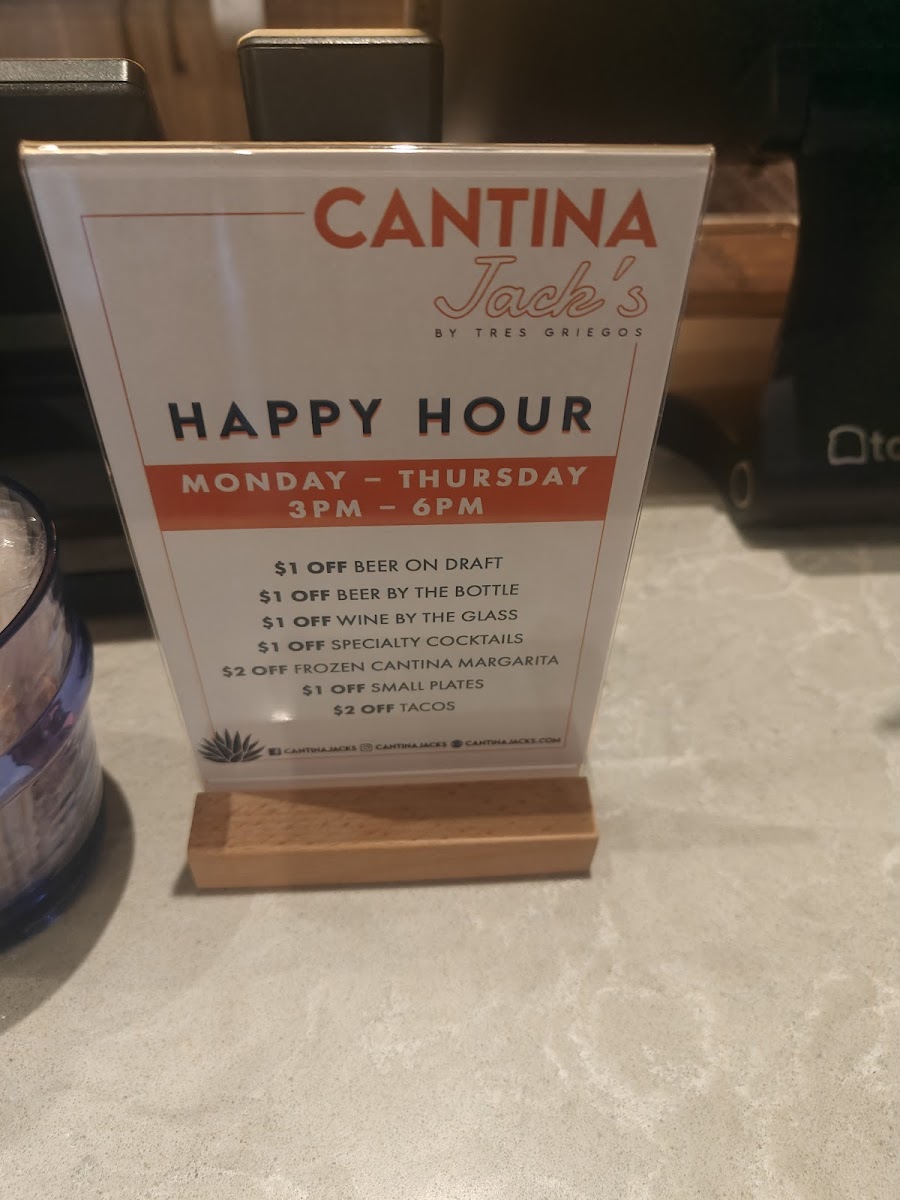 CANTINA
Jack's
BY TRES GRIEGOS
HAPPY HOUR
MONDAY – THURSDAY
3PM – 6PM
$1 OFF BEER ON DRAFT
$1 OFF BEER BY THE BOTTLE
$1 OFF WINE BY THE GLASS
$1 OFF SPECIALTY COCKTAILS
$2 OFF FROZEN CANTINA MARGARITA
$1 OFF SMALL PLATES
$2 OFF TACOS
CANTINAJACKS CANTINAJACKS CANTINAJACKS.COM